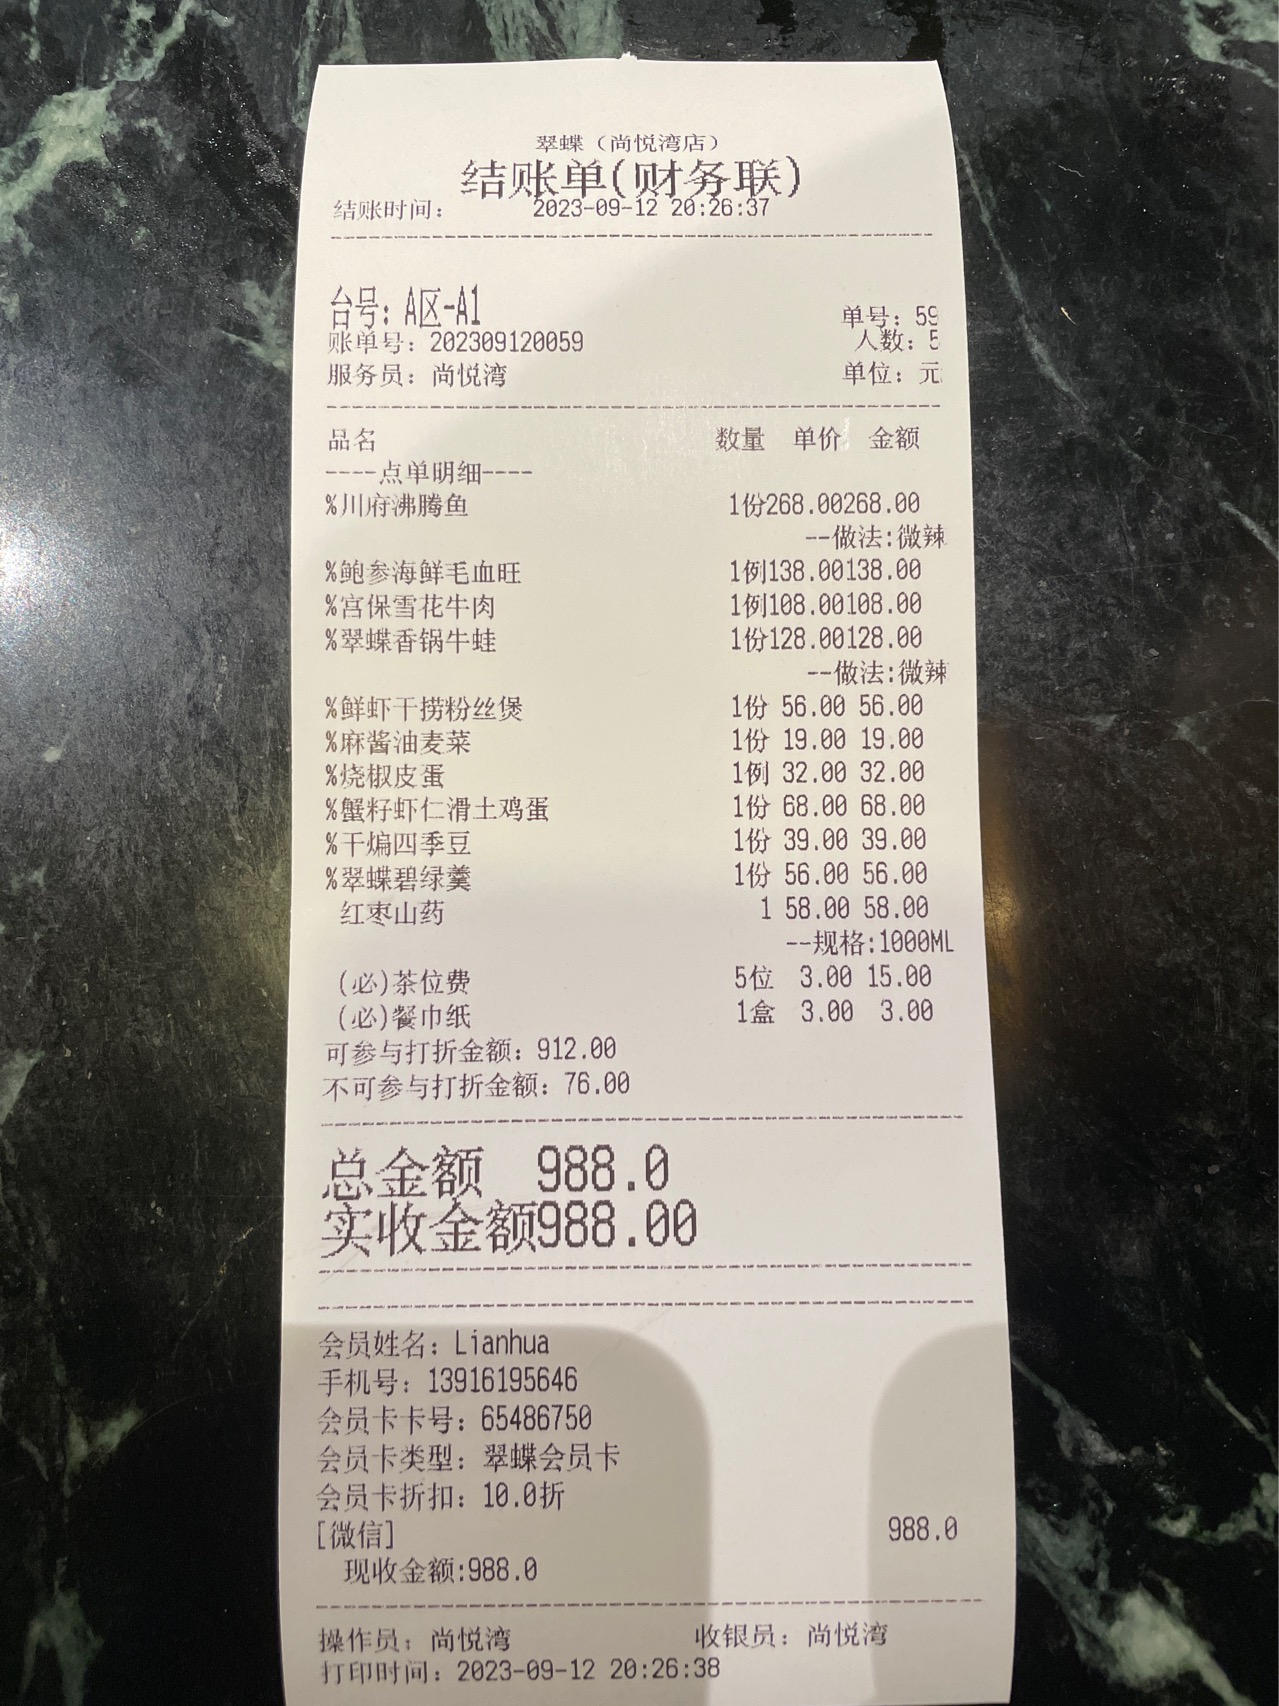 翠蝶（尚悦湾店）
结账单(财务联)
结账时间： 2023-09-12 20:26:37
台号：A区-A1 单号：59
账单号：202309120059 人数：5
服务员：尚悦湾 单位：元
品名 数量 单价 金额
----点单明细----
%川府沸腾鱼 1份268.00268.00
--做法:微辣
%鲍参海鲜毛血旺 1例138.00138.00
%宫保雪花牛肉 1例108.00108.00
%翠蝶香锅牛蛙 1份128.00128.00
--做法:微辣
%鲜虾干捞粉丝煲 1份 56.00 56.00
%麻酱油麦菜 1份 19.00 19.00
%烧椒皮蛋 1例 32.00 32.00
%蟹籽虾仁滑土鸡蛋 1份 68.00 68.00
%干煸四季豆 1份 39.00 39.00
%翠蝶碧绿羹 1份 56.00 56.00
红枣山药 1 58.00 58.00
--规格:1000ML
(必)茶位费 5位 3.00 15.00
(必)餐巾纸 1盒 3.00 3.00
可参与打折金额：912.00
不可参与打折金额：76.00
总金额 988.0
实收金额988.00
会员姓名：Lianhua
手机号：13916195646
会员卡卡号：65486750
会员卡类型：翠蝶会员卡
会员卡折扣：10.0折
[微信] 988.0
现收金额:988.0
操作员：尚悦湾 收银员：尚悦湾
打印时间：2023-09-12 20:26:38